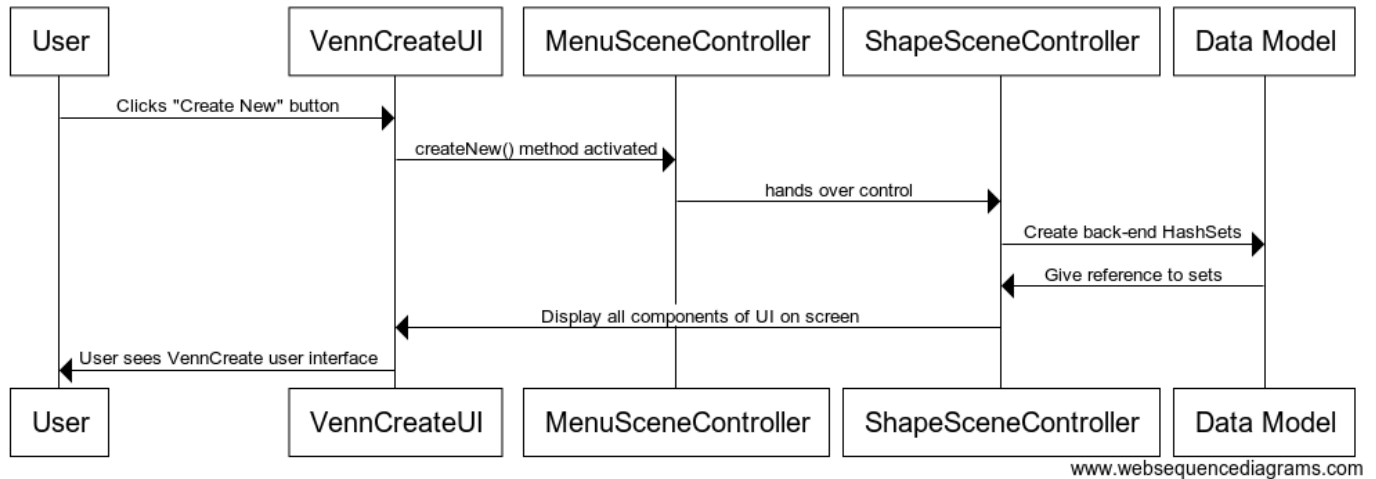 User VennCreateUI MenuSceneController ShapeSceneController Data Model
Clicks "Create New" button
createNew() method activated
hands over control
Create back-end HashSets
Give reference to sets
Display all components of UI on screen
User sees VennCreate user interface
User VennCreateUI MenuSceneController ShapeSceneController Data Model
www.websequencediagrams.com